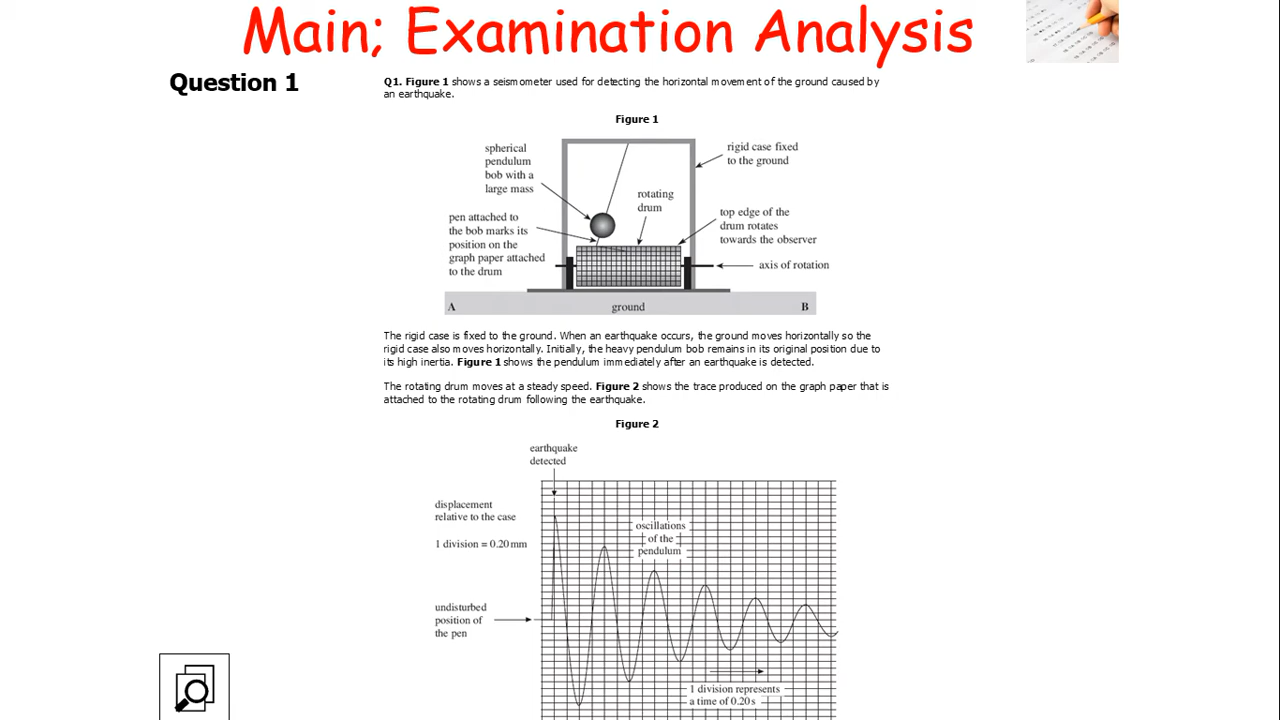 Main; Examination Analysis
Question 1
Q1. Figure 1 shows a seismometer used for detecting the horizontal movement of the ground caused by
an earthquake.
Figure 1
spherical
pendulum
bob with a
large mass
rigid case fixed
to the ground
rotating
drum
pen attached to
the bob marks its
position on the
graph paper attached
to the drum
top edge of the
drum rotates
towards the observer
axis of rotation
A
ground
B
The rigid case is fixed to the ground. When an earthquake occurs, the ground moves horizontally so the
rigid case also moves horizontally. Initially, the heavy pendulum bob remains in its original position due to
its high inertia. Figure 1 shows the pendulum immediately after an earthquake is detected.
The rotating drum moves at a steady speed. Figure 2 shows the trace produced on the graph paper that is
attached to the rotating drum following the earthquake.
Figure 2
earthquake
detected
displacement
relative to the case
1 division = 0.20 mm
oscillations
of the
pendulum
undisturbed
position of
the pen
1 division represents
a time of 0.20 s